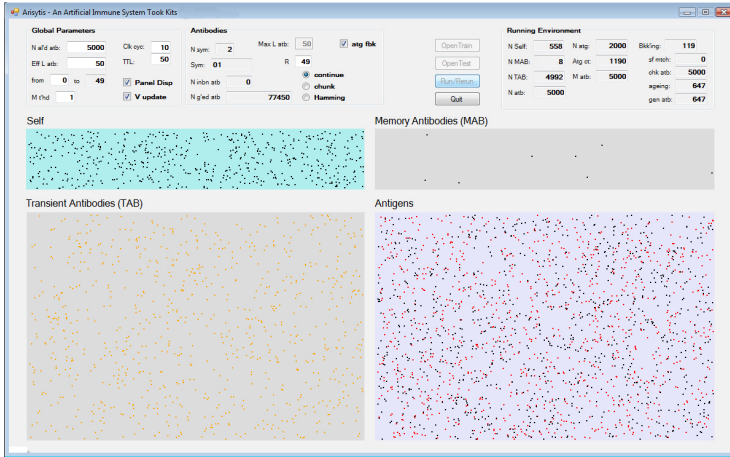 Arisytis - An Artificial Immune System Took Kits
Global Parameters
N af'd atb: 5000 Clk cyc: 10
Eff L atb: 50 TTL: 50
from 0 to 49 Panel Disp
M t'hd 1 V update
Antibodies
N sym: 2 Max L atb: 50 atg fbk
Sym: 01 R 49
N inbn atb 0 continue
chunk
N g'ed atb 77450 Hamming
OpenTrain
OpenTest
Run/Rerun
Quit
Running Environment
N Self: 558 N atg: 2000 Bkk'ing: 119
N MAB: 8 Atg ct: 1190 sf mtch: 0
N TAB: 4992 M atb: 5000 chk atb: 5000
N atb: 5000 ageing: 647
gen atb: 647
Self
Memory Antibodies (MAB)
Transient Antibodies (TAB)
Antigens